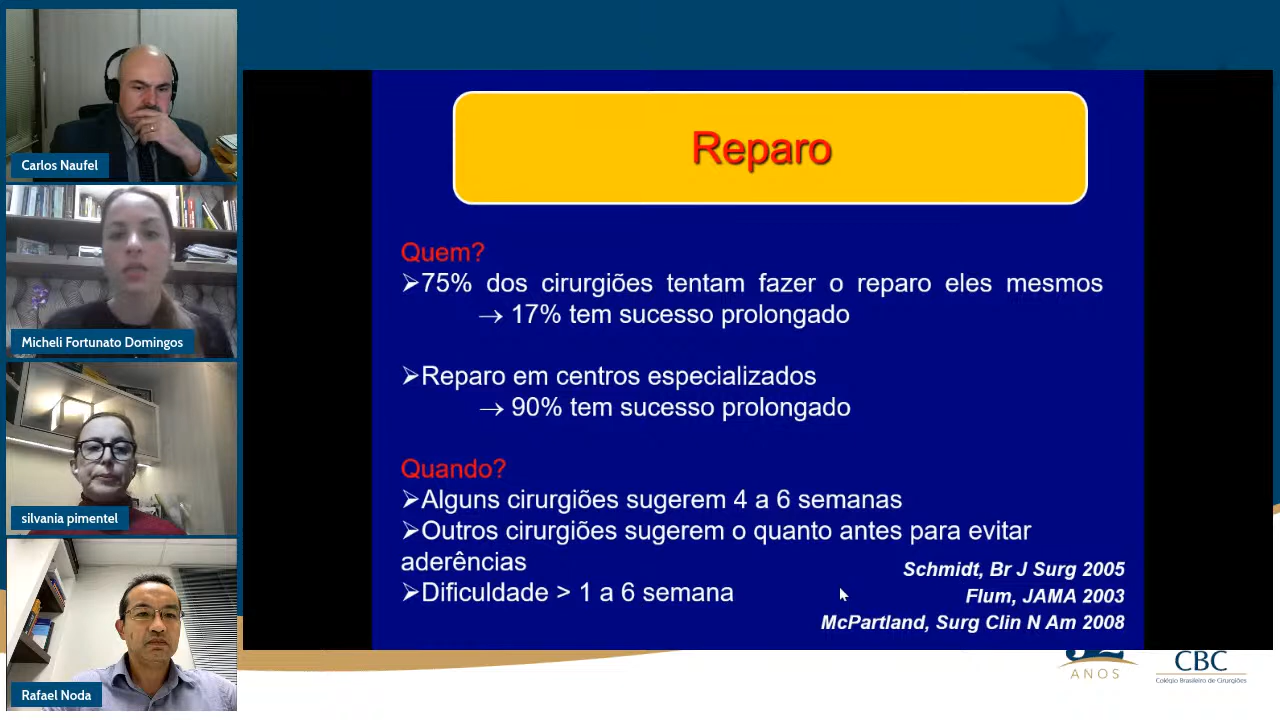 Carlos Naufel
Micheli Fortunato Domingos
silvania pimentel
Rafael Noda
Reparo
Quem?
➢75% dos cirurgiões tentam fazer o reparo eles mesmos
→ 17% tem sucesso prolongado
➢Reparo em centros especializados
→ 90% tem sucesso prolongado
Quando?
➢Alguns cirurgiões sugerem 4 a 6 semanas
➢Outros cirurgiões sugerem o quanto antes para evitar
aderências
➢Dificuldade > 1 a 6 semana
Schmidt, Br J Surg 2005
Flum, JAMA 2003
McPartland, Surg Clin N Am 2008
ANOS
CBC
Colégio Brasileiro de Cirurgiões